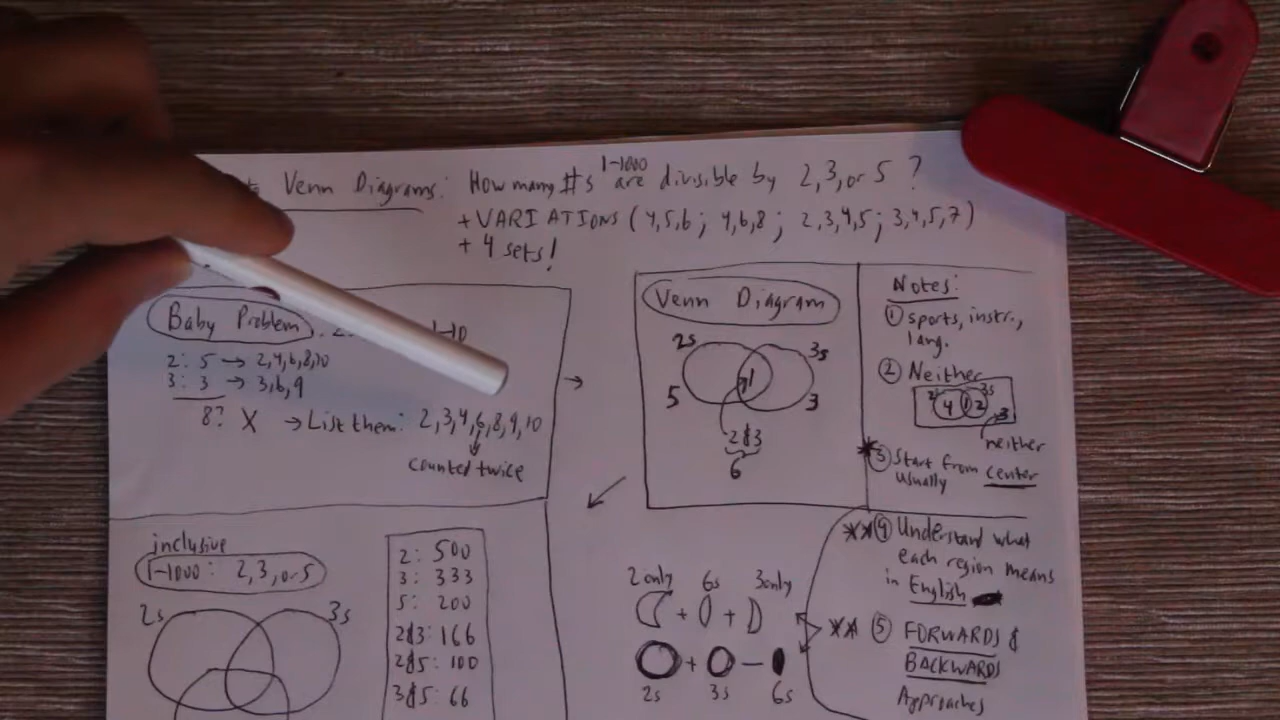 Venn Diagrams: How many #s 1-1000 are divisible by 2, 3, or 5 ?
+ VARIATIONS (4,5,6 ; 4,6,8 ; 2,3,4,5 ; 3,4,5,7)
+ 4 sets!
Baby Problem
1-10
2: 5 → 2,4,6,8,10
3: 3 → 3,6,9
8? X → List them: 2,3,4,6,8,9,10
counted twice
Venn Diagram
2s
3s
1
5
3
2&3
6
Notes:
① sports, instr.,
lang.
② Neither
3s
4 1 2
3
neither
③ Start from center
usually
inclusive
1-1000: 2,3, or 5
2s
3s
2: 500
3: 333
5: 200
2&3: 166
2&5: 100
3&5: 66
2 only 6s 3 only
+ +
+ −
2s 3s 6s
**④ Understand what
each region means
in English
** ⑤ FORWARDS &
BACKWARDS
Approaches